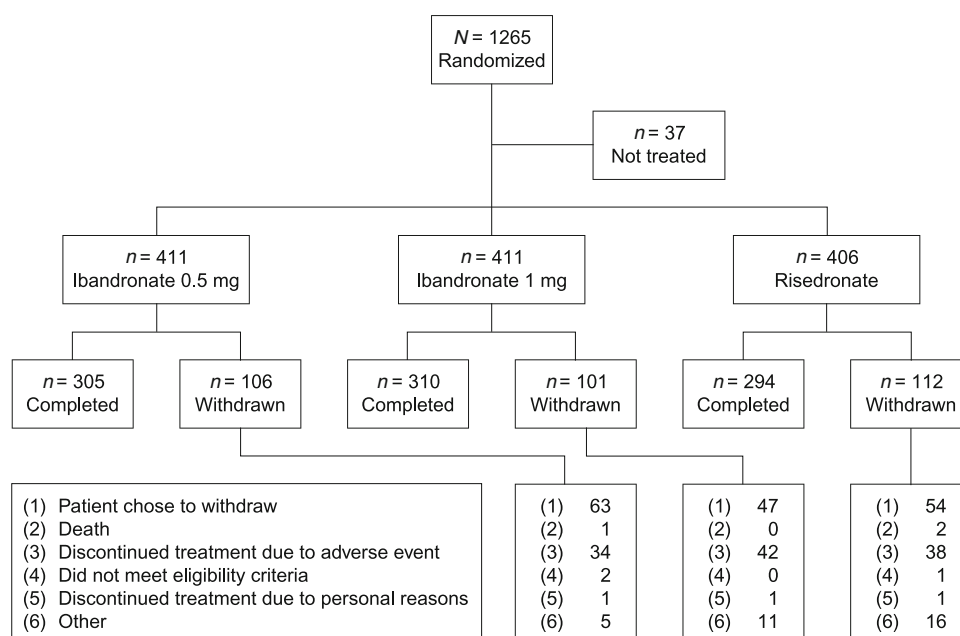 N = 1265
Randomized
n = 37
Not treated
n = 411
Ibandronate 0.5 mg
n = 411
Ibandronate 1 mg
n = 406
Risedronate
n = 305
Completed
n = 106
Withdrawn
n = 310
Completed
n = 101
Withdrawn
n = 294
Completed
n = 112
Withdrawn
(1) Patient chose to withdraw
(2) Death
(3) Discontinued treatment due to adverse event
(4) Did not meet eligibility criteria
(5) Discontinued treatment due to personal reasons
(6) Other
(1) 63
(2) 1
(3) 34
(4) 2
(5) 1
(6) 5
(1) 47
(2) 0
(3) 42
(4) 0
(5) 1
(6) 11
(1) 54
(2) 2
(3) 38
(4) 1
(5) 1
(6) 16